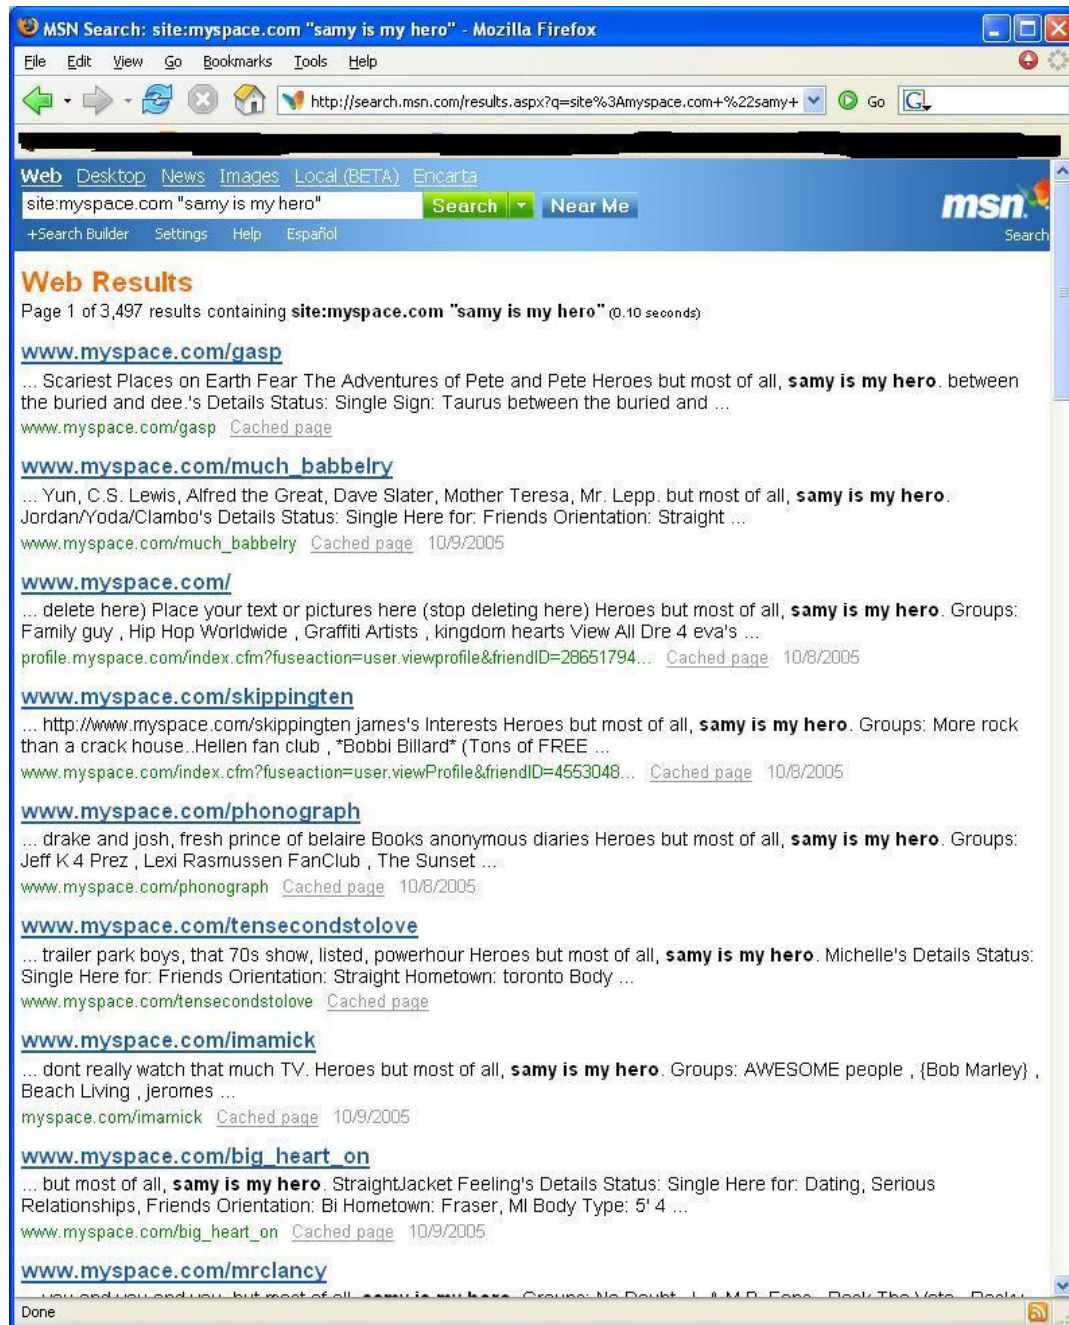 MSN Search: site:myspace.com "samy is my hero" - Mozilla Firefox
File Edit View Go Bookmarks Tools Help
http://search.msn.com/results.aspx?q=site%3Amyspace.com+%22samy+ Go G
Web Desktop News Images Local (BETA) Encarta
site:myspace.com "samy is my hero" Search Near Me msn
+Search Builder Settings Help Español Search
Web Results
Page 1 of 3,497 results containing site:myspace.com "samy is my hero" (0.10 seconds)
www.myspace.com/gasp
... Scariest Places on Earth Fear The Adventures of Pete and Pete Heroes but most of all, samy is my hero. between
the buried and dee.'s Details Status: Single Sign: Taurus between the buried and ...
www.myspace.com/gasp Cached page
www.myspace.com/much_babbelry
... Yun, C.S. Lewis, Alfred the Great, Dave Slater, Mother Teresa, Mr. Lepp. but most of all, samy is my hero.
Jordan/Yoda/Clambo's Details Status: Single Here for: Friends Orientation: Straight ...
www.myspace.com/much_babbelry Cached page 10/9/2005
www.myspace.com/
... delete here) Place your text or pictures here (stop deleting here) Heroes but most of all, samy is my hero. Groups:
Family guy , Hip Hop Worldwide , Graffiti Artists , kingdom hearts View All Dre 4 eva's ...
profile.myspace.com/index.cfm?fuseaction=user.viewprofile&friendID=28651794... Cached page 10/8/2005
www.myspace.com/skippingten
... http://www.myspace.com/skippingten james's Interests Heroes but most of all, samy is my hero. Groups: More rock
than a crack house..Hellen fan club , *Bobbi Billard* (Tons of FREE ...
www.myspace.com/index.cfm?fuseaction=user.viewProfile&friendID=4553048... Cached page 10/8/2005
www.myspace.com/phonograph
... drake and josh, fresh prince of belaire Books anonymous diaries Heroes but most of all, samy is my hero. Groups:
Jeff K 4 Prez , Lexi Rasmussen FanClub , The Sunset ...
www.myspace.com/phonograph Cached page 10/8/2005
www.myspace.com/tensecondstolove
... trailer park boys, that 70s show, listed, powerhour Heroes but most of all, samy is my hero. Michelle's Details Status:
Single Here for: Friends Orientation: Straight Hometown: toronto Body ...
www.myspace.com/tensecondstolove Cached page
www.myspace.com/imamick
... dont really watch that much TV. Heroes but most of all, samy is my hero. Groups: AWESOME people , {Bob Marley} ,
Beach Living , jeromes ...
myspace.com/imamick Cached page 10/9/2005
www.myspace.com/big_heart_on
... but most of all, samy is my hero. StraightJacket Feeling's Details Status: Single Here for: Dating, Serious
Relationships, Friends Orientation: Bi Hometown: Fraser, MI Body Type: 5' 4 ...
www.myspace.com/big_heart_on Cached page 10/9/2005
www.myspace.com/mrclancy
... you and you and you, but most of all, samy is my hero. Groups: No Doubt
Done